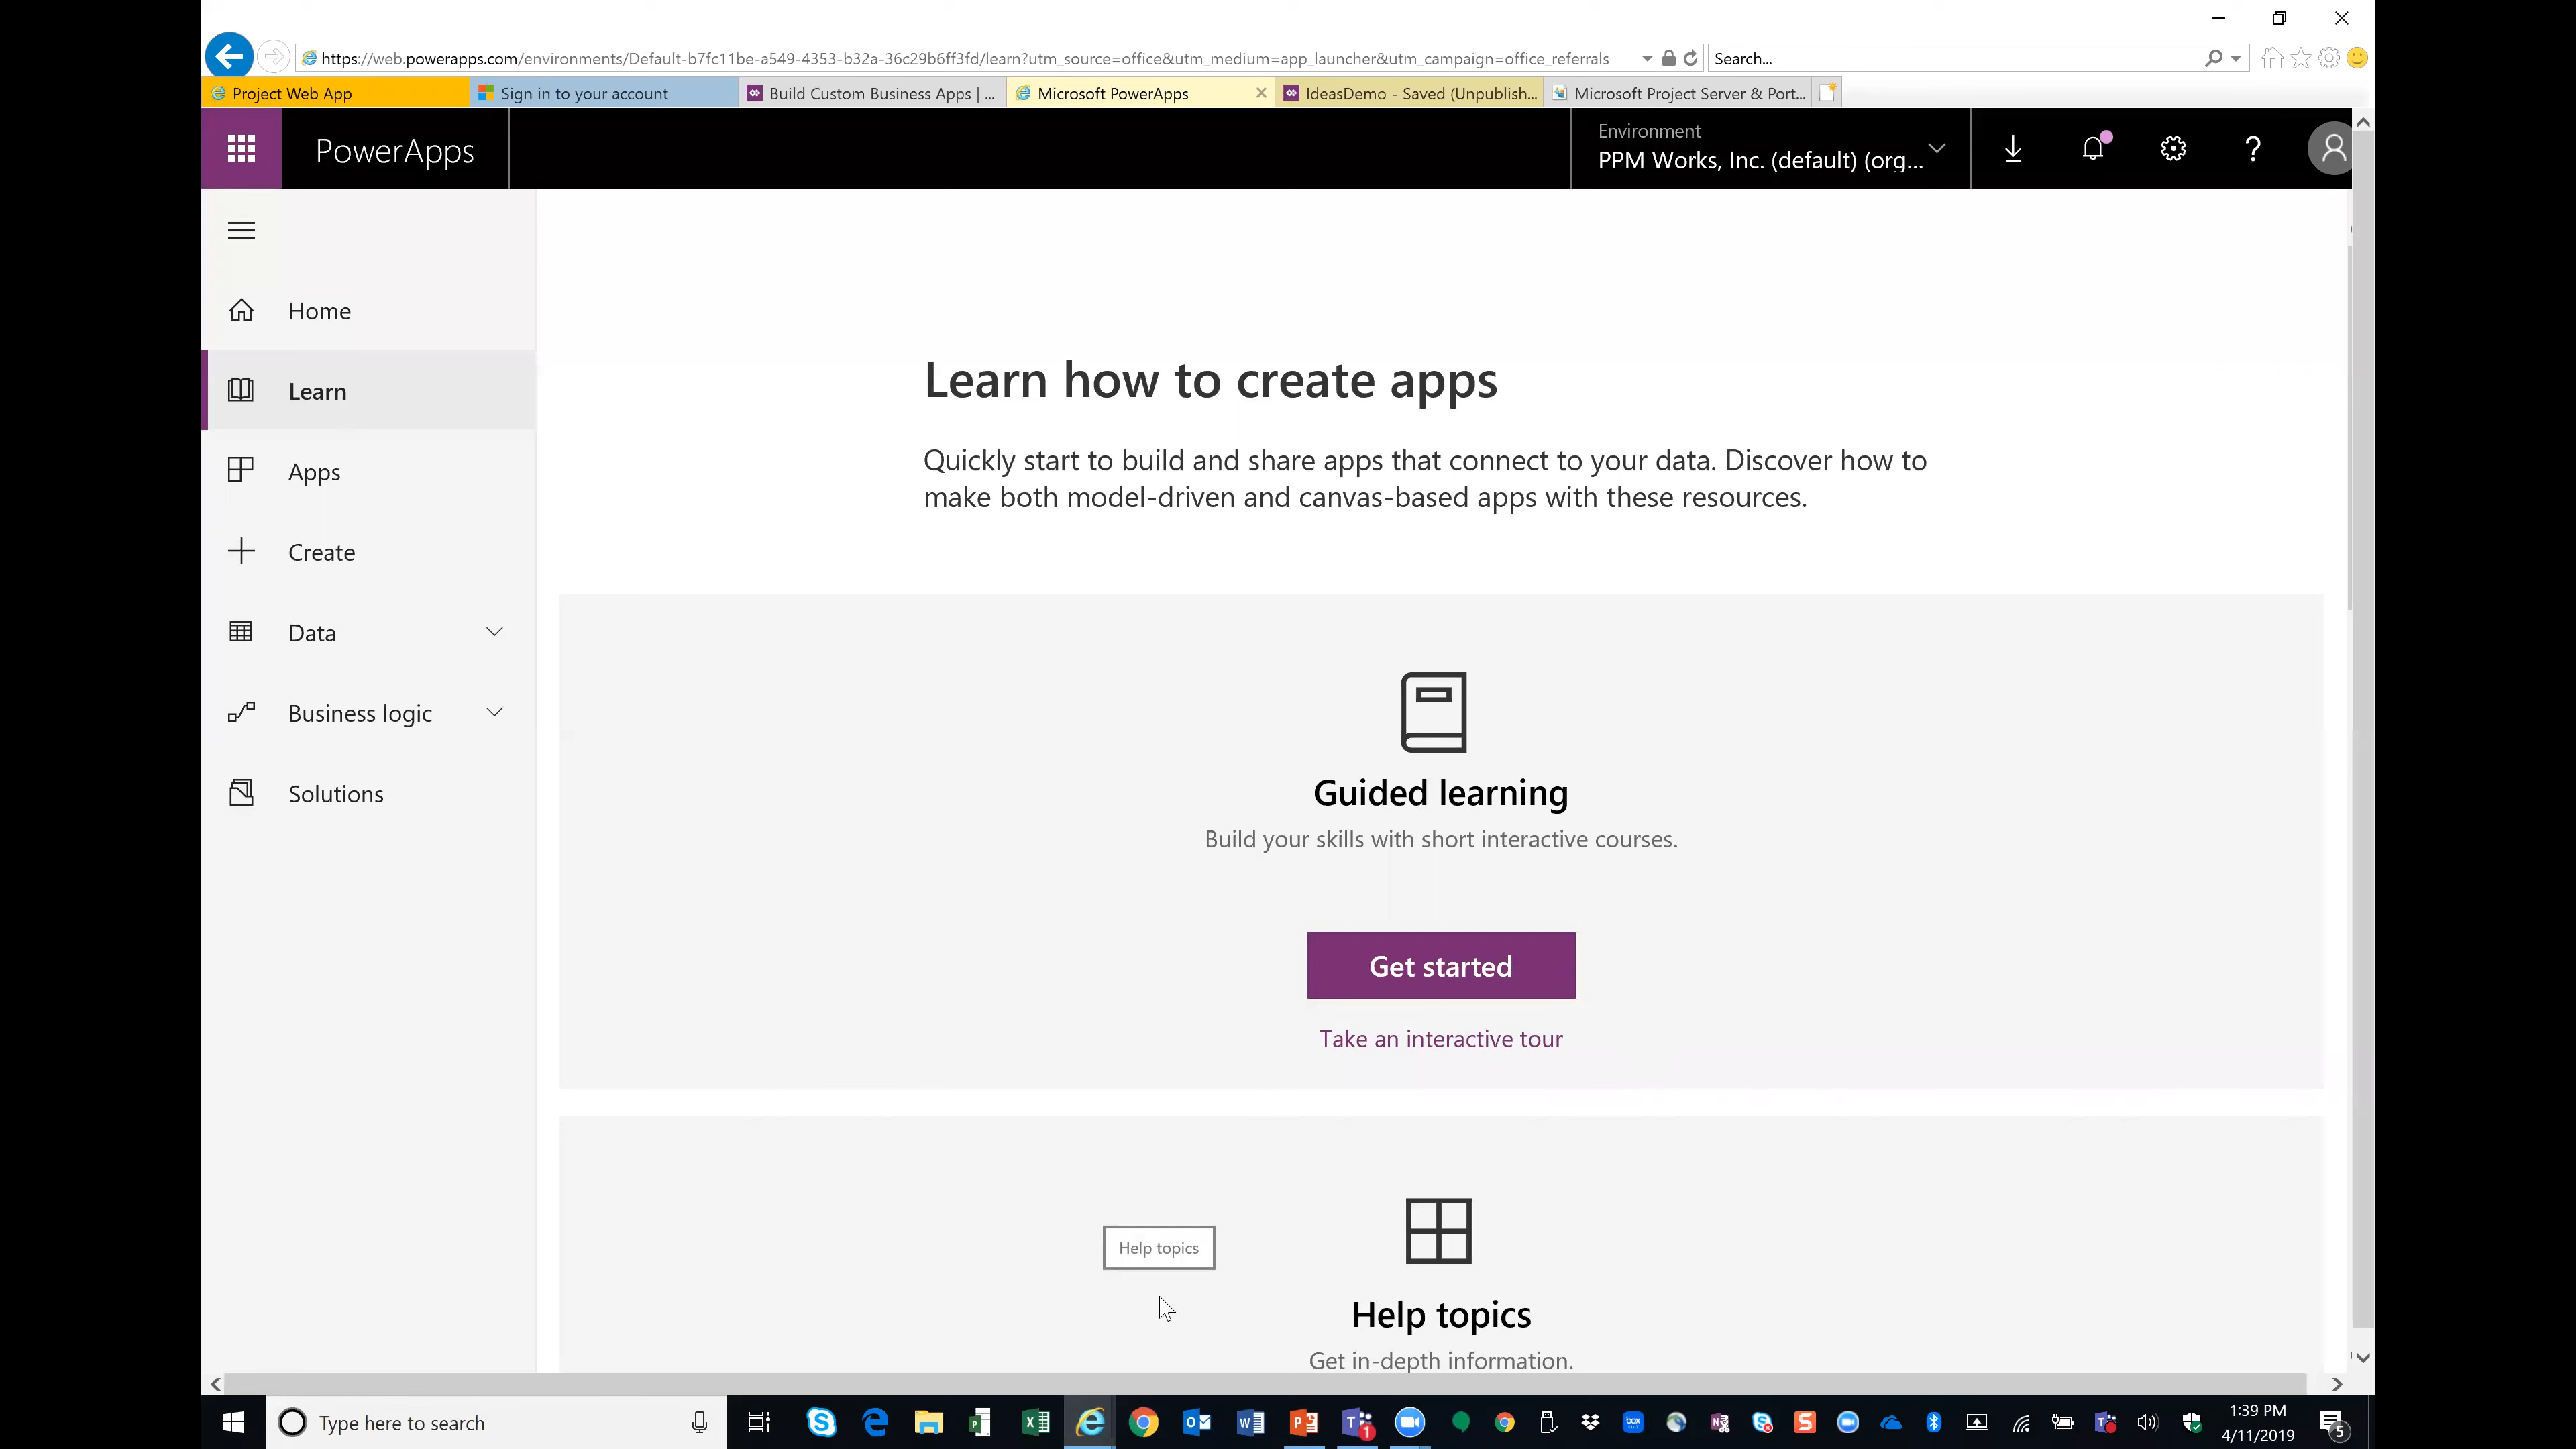 https://web.powerapps.com/environments/Default-b7fc11be-a549-4353-b32a-36c29b6ff3fd/learn?utm_source=office&utm_medium=app_launcher&utm_campaign=office_referrals
Search...
Project Web App
Sign in to your account
Build Custom Business Apps | ...
Microsoft PowerApps
IdeasDemo - Saved (Unpublish...
Microsoft Project Server & Port...
PowerApps
Environment
PPM Works, Inc. (default) (org...
Home
Learn
Apps
Create
Data
Business logic
Solutions
Learn how to create apps
Quickly start to build and share apps that connect to your data. Discover how to
make both model-driven and canvas-based apps with these resources.
Guided learning
Build your skills with short interactive courses.
Get started
Take an interactive tour
Help topics
Help topics
Get in-depth information.
Type here to search
1:39 PM
4/11/2019
5